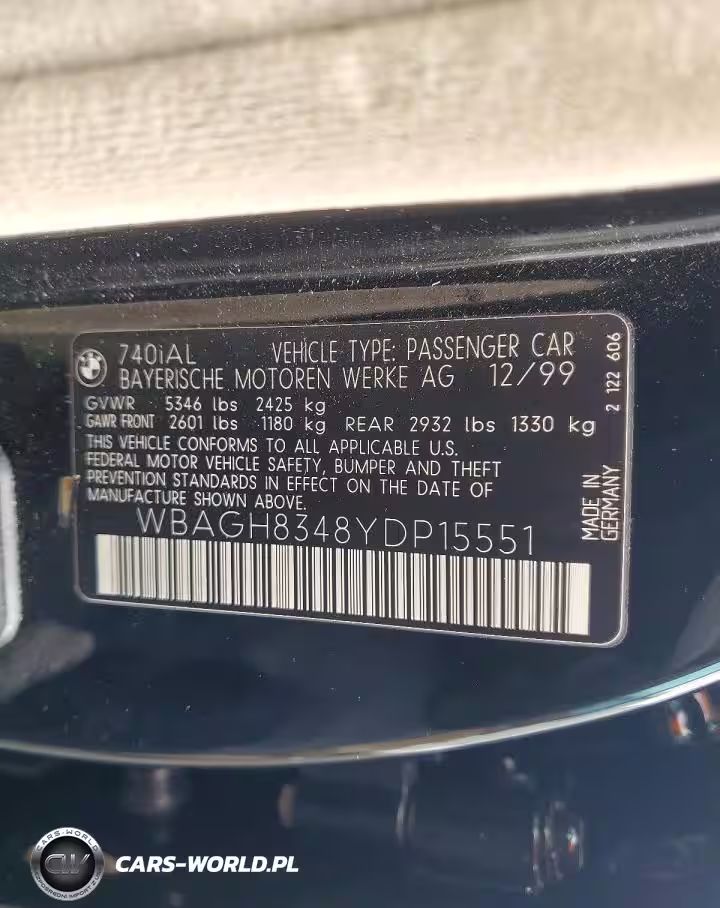 740iAL VEHICLE TYPE: PASSENGER CAR
BAYERISCHE MOTOREN WERKE AG 12/99
GVWR 5346 lbs 2425 kg
GAWR FRONT 2601 lbs 1180 kg REAR 2932 lbs 1330 kg
THIS VEHICLE CONFORMS TO ALL APPLICABLE U.S.
FEDERAL MOTOR VEHICLE SAFETY, BUMPER AND THEFT
PREVENTION STANDARDS IN EFFECT ON THE DATE OF
MANUFACTURE SHOWN ABOVE.
WBAGH8348YDP15551
2 122 606
MADE IN
GERMANY
CARS-WORLD
CW
CARS-WORLD.PL